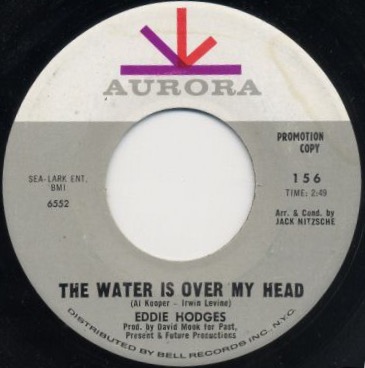 AURORA
PROMOTION
COPY
SEA-LARK ENT.
BMI
6552
156
TIME: 2:49
Arr. & Cond. by
JACK NITZSCHE
THE WATER IS OVER MY HEAD
(Al Kooper - Irwin Levine)
EDDIE HODGES
Prod. by David Mook for Past,
Present & Future Productions
DISTRIBUTED BY BELL RECORDS INC. N.Y.C.